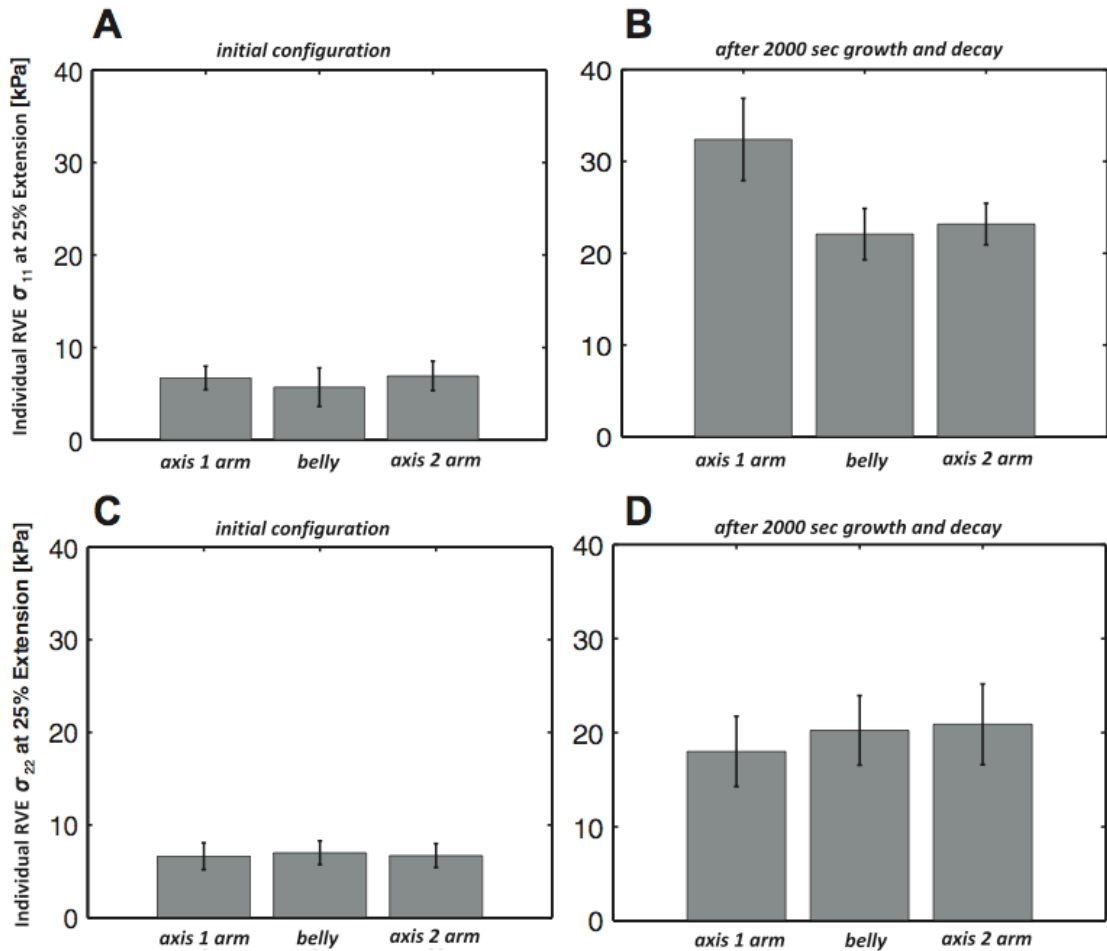 A
initial configuration
Individual RVE σ11 at 25% Extension [kPa]
40
30
20
10
0
axis 1 arm belly axis 2 arm
B
after 2000 sec growth and decay
40
30
20
10
0
axis 1 arm belly axis 2 arm
C
initial configuration
Individual RVE σ22 at 25% Extension [kPa]
40
30
20
10
0
axis 1 arm belly axis 2 arm
D
after 2000 sec growth and decay
40
30
20
10
0
axis 1 arm belly axis 2 arm